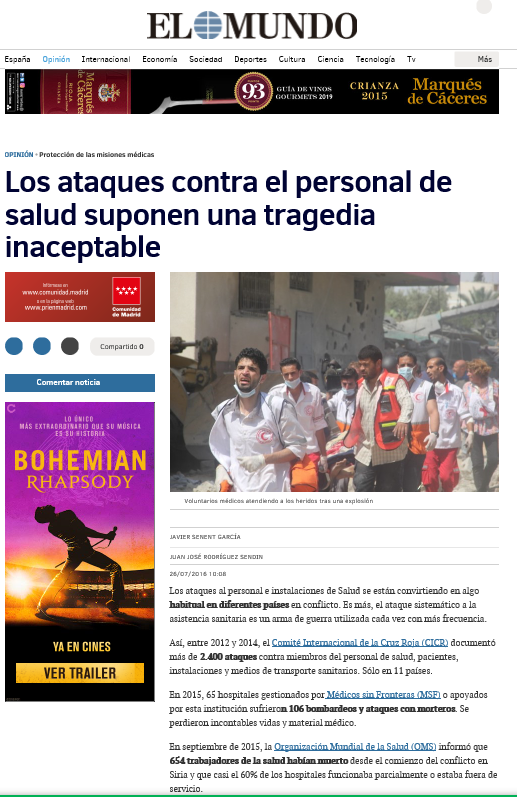 EL MUNDO
España Opinión Internacional Economía Sociedad Deportes Cultura Ciencia Tecnología Tv Más
Marqués de Cáceres
RIOJA
93
GUÍA DE VINOS
GOURMETS 2019
CRIANZA
2015
Marqués
de Cáceres
OPINIÓN · Protección de las misiones médicas
Los ataques contra el personal de
salud suponen una tragedia
inaceptable
www.comunidad.madrid
o en la página web:
www.prienmadrid.com
Comunidad
de Madrid
Compartido 0
Comentar noticia
LO ÚNICO
MÁS EXTRAORDINARIO QUE SU MÚSICA
ES SU HISTORIA
BOHEMIAN
RHAPSODY
YA EN CINES
VER TRAILER
Voluntarios médicos atendiendo a los heridos tras una explosión
JAVIER SENENT GARCÍA
JUAN JOSÉ RODRÍGUEZ SENDIN
26/07/2016 10:08
Los ataques al personal e instalaciones de Salud se están convirtiendo en algo
habitual en diferentes países en conflicto. Es más, el ataque sistemático a la
asistencia sanitaria es un arma de guerra utilizada cada vez con más frecuencia.
Así, entre 2012 y 2014, el Comité Internacional de la Cruz Roja (CICR) documentó
más de 2.400 ataques contra miembros del personal de salud, pacientes,
instalaciones y medios de transporte sanitarios. Sólo en 11 países.
En 2015, 65 hospitales gestionados por Médicos sin Fronteras (MSF) o apoyados
por esta institución sufrieron 106 bombardeos y ataques con morteros. Se
perdieron incontables vidas y material médico.
En septiembre de 2015, la Organización Mundial de la Salud (OMS) informó que
654 trabajadores de la salud habían muerto desde el comienzo del conflicto en
Siria y que casi el 60% de los hospitales funcionaba parcialmente o estaba fuera de
servicio.